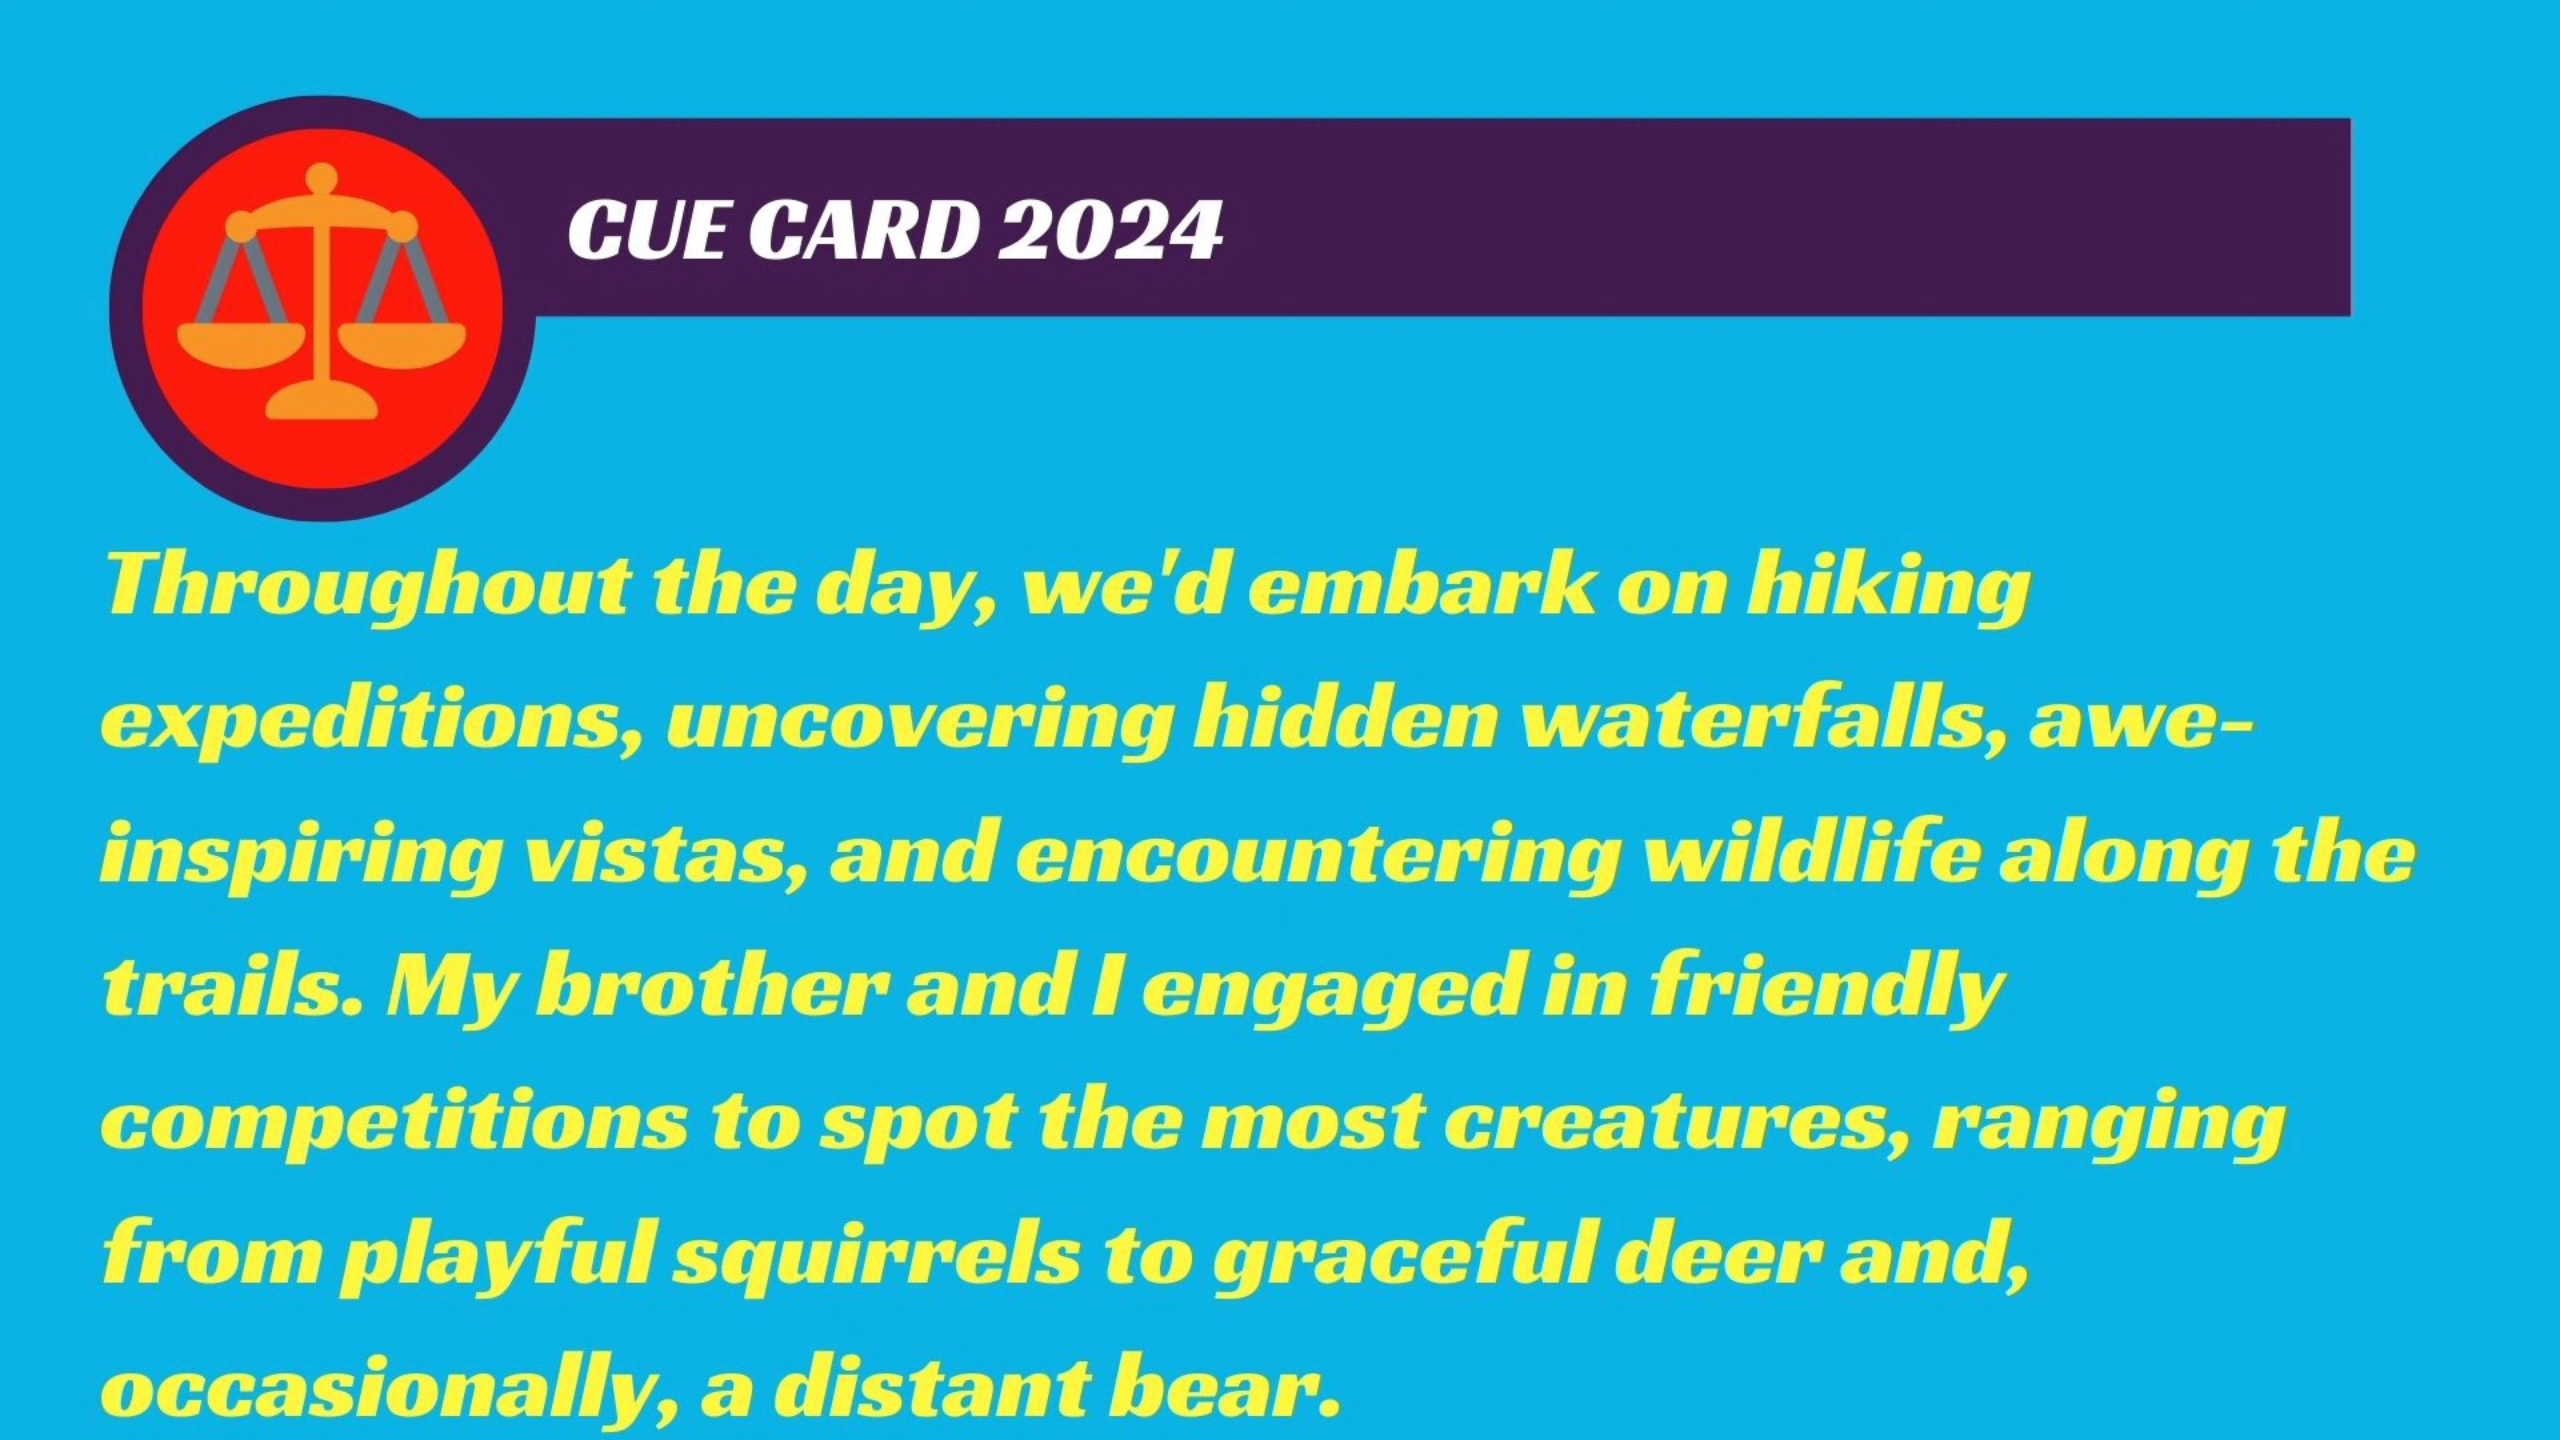 CUE CARD 2024
Throughout the day, we'd embark on hiking
expeditions, uncovering hidden waterfalls, awe-
inspiring vistas, and encountering wildlife along the
trails. My brother and I engaged in friendly
competitions to spot the most creatures, ranging
from playful squirrels to graceful deer and,
occasionally, a distant bear.